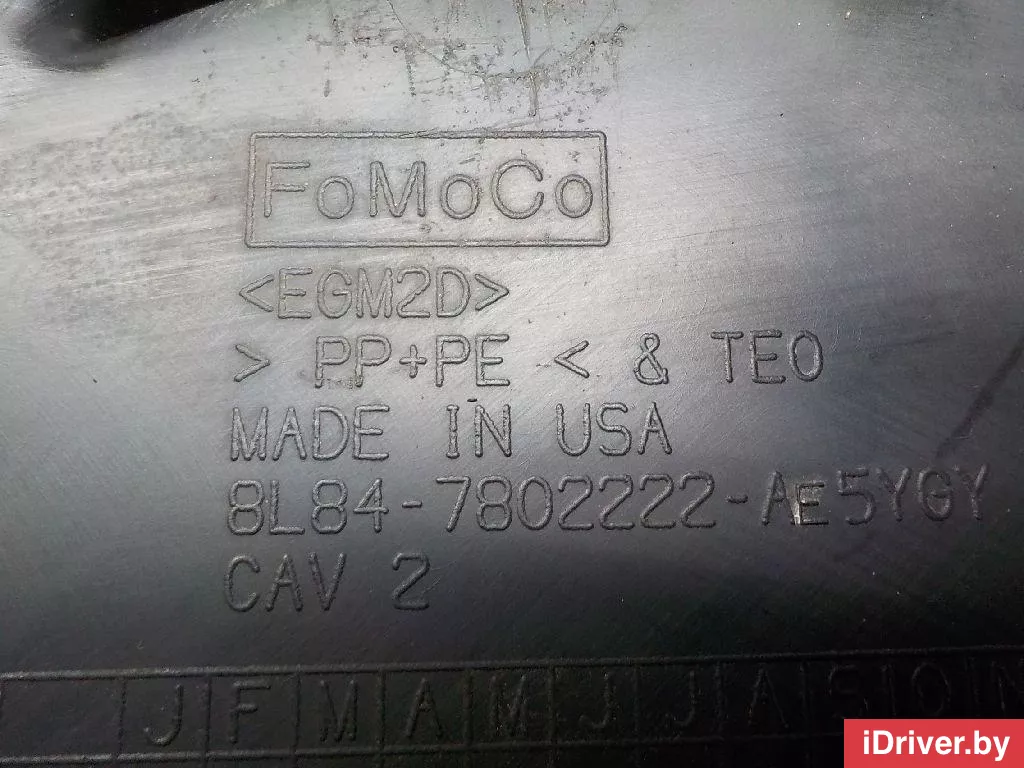 FoMoCo
<EGM2D>
> PP+PE < & TEO
MADE IN USA
8L84-7802222-AE5YGY
CAV 2
J F M A M J J A S O N
iDriver.by